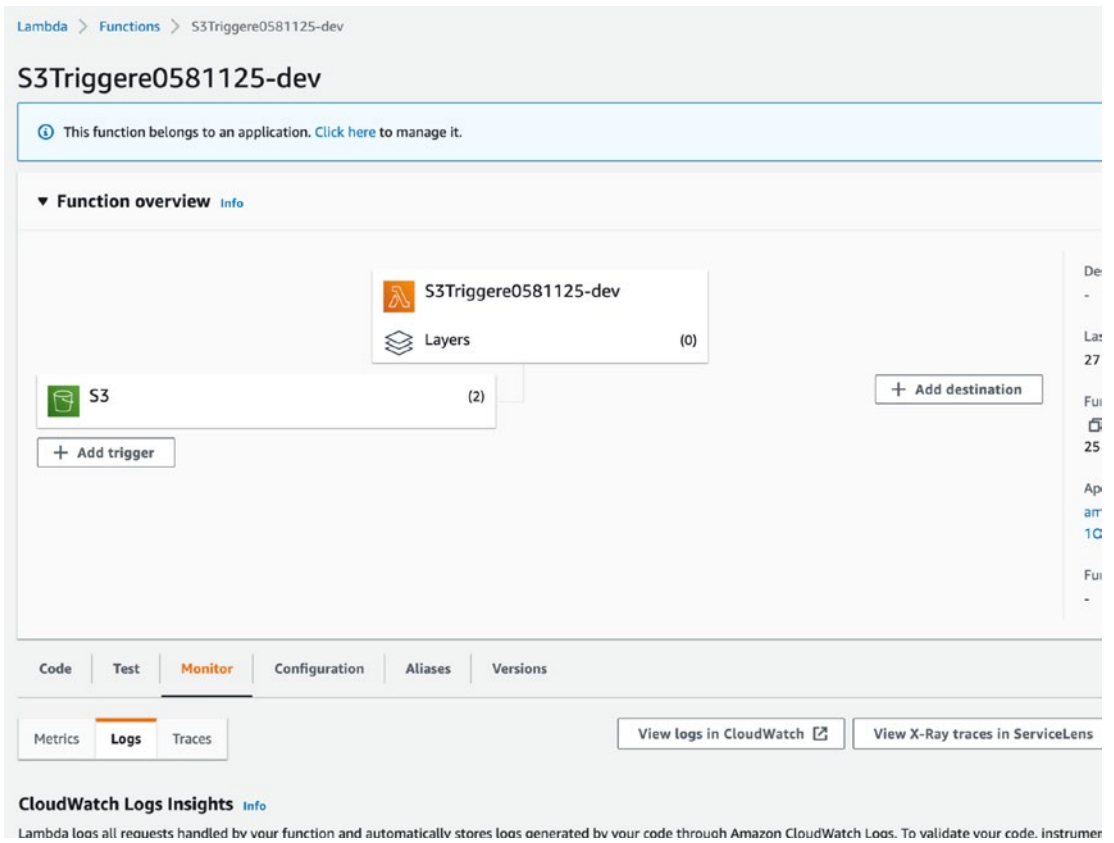 Lambda > Functions > S3Triggere0581125-dev
S3Triggere0581125-dev
This function belongs to an application. Click here to manage it.
Function overview Info
S3Triggere0581125-dev
Layers (0)
S3 (2)
+ Add trigger
+ Add destination
-
27
25
-
Code Test Monitor Configuration Aliases Versions
Metrics Logs Traces
View logs in CloudWatch View X-Ray traces in ServiceLens
CloudWatch Logs Insights Info
Lambda logs all requests handled by your function and automatically stores logs generated by your code through Amazon CloudWatch Logs. To validate your code,